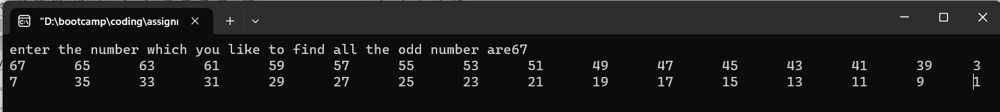 "D:\bootcamp\coding\assignr
enter the number which you like to find all the odd number are67
67 65 63 61 59 57 55 53 51 49 47 45 43 41 39 3
7 35 33 31 29 27 25 23 21 19 17 15 13 11 9 1